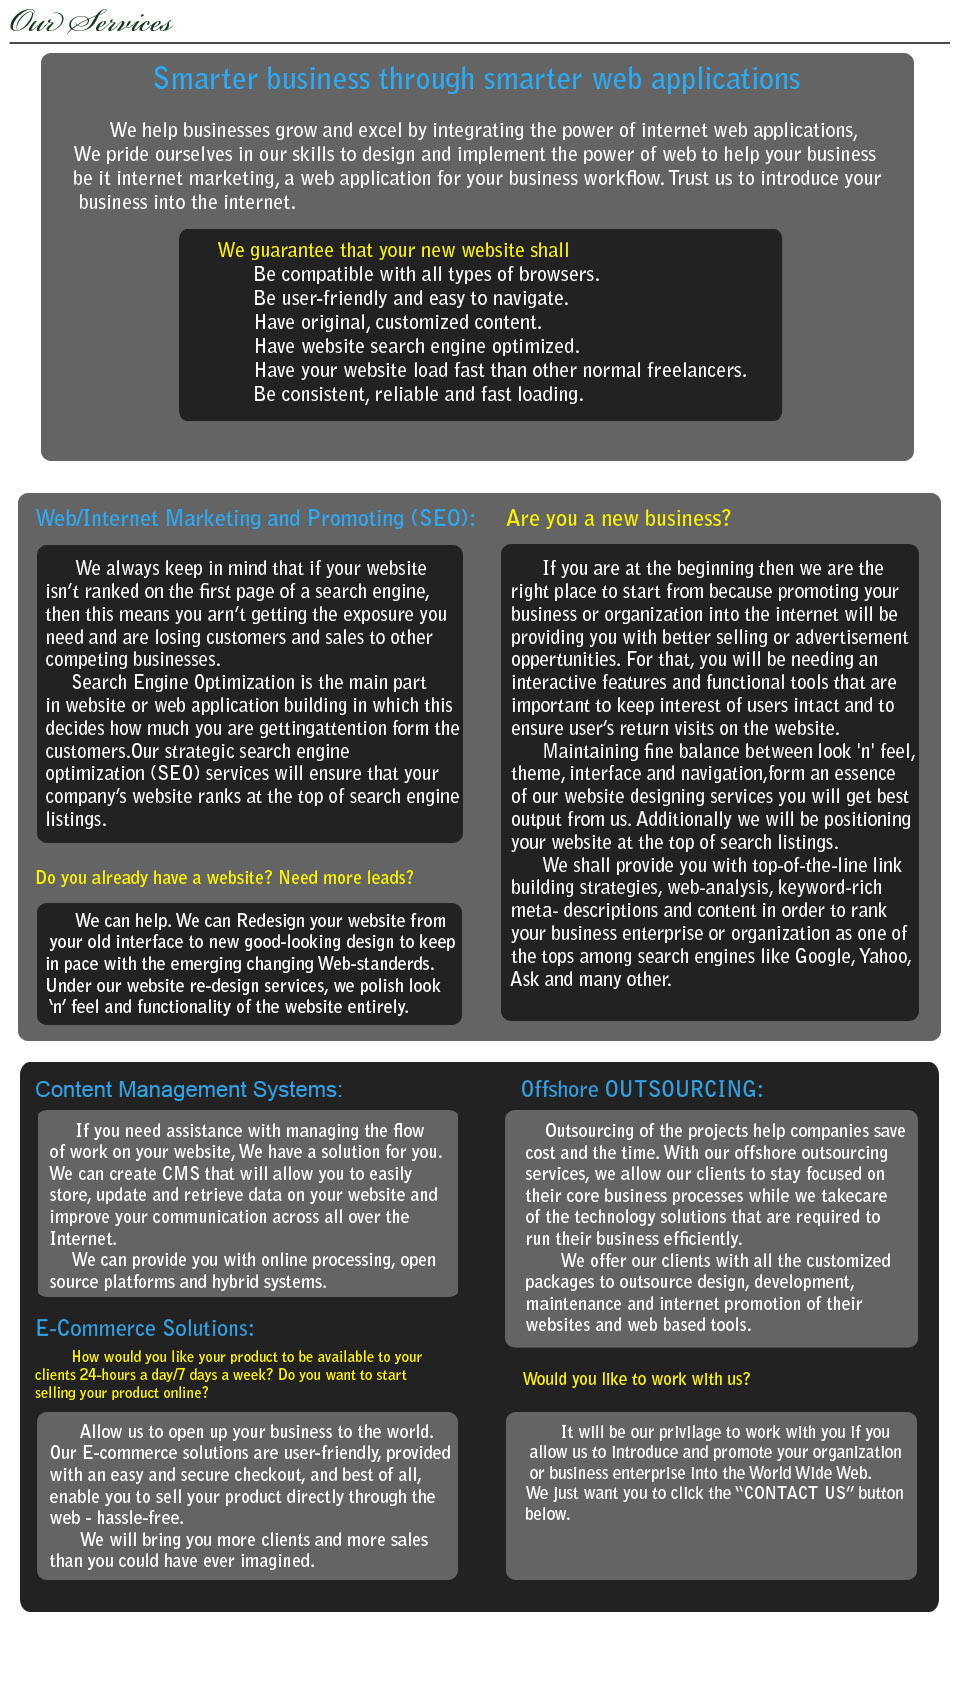 Our Services
Smarter business through smarter web applications
We help businesses grow and excel by integrating the power of internet web applications,
We pride ourselves in our skills to design and implement the power of web to help your business
be it internet marketing, a web application for your business workflow. Trust us to introduce your
business into the internet.
We guarantee that your new website shall
Be compatible with all types of browsers.
Be user-friendly and easy to navigate.
Have original, customized content.
Have website search engine optimized.
Have your website load fast than other normal freelancers.
Be consistent, reliable and fast loading.
Web/Internet Marketing and Promoting (SEO):
We always keep in mind that if your website
isn’t ranked on the first page of a search engine,
then this means you arn’t getting the exposure you
need and are losing customers and sales to other
competing businesses.
Search Engine Optimization is the main part
in website or web application building in which this
decides how much you are gettingattention form the
customers.Our strategic search engine
optimization (SEO) services will ensure that your
company’s website ranks at the top of search engine
listings.
Do you already have a website? Need more leads?
We can help. We can Redesign your website from
your old interface to new good-looking design to keep
in pace with the emerging changing Web-standerds.
Under our website re-design services, we polish look
‘n’ feel and functionality of the website entirely.
Are you a new business?
If you are at the beginning then we are the
right place to start from because promoting your
business or organization into the internet will be
providing you with better selling or advertisement
oppertunities. For that, you will be needing an
interactive features and functional tools that are
important to keep interest of users intact and to
ensure user’s return visits on the website.
Maintaining fine balance between look 'n' feel,
theme, interface and navigation,form an essence
of our website designing services you will get best
output from us. Additionally we will be positioning
your website at the top of search listings.
We shall provide you with top-of-the-line link
building strategies, web-analysis, keyword-rich
meta- descriptions and content in order to rank
your business enterprise or organization as one of
the tops among search engines like Google, Yahoo,
Ask and many other.
Content Management Systems:
If you need assistance with managing the flow
of work on your website, We have a solution for you.
We can create CMS that will allow you to easily
store, update and retrieve data on your website and
improve your communication across all over the
Internet.
We can provide you with online processing, open
source platforms and hybrid systems.
E-Commerce Solutions:
How would you like your product to be available to your
clients 24-hours a day/7 days a week? Do you want to start
selling your product online?
Allow us to open up your business to the world.
Our E-commerce solutions are user-friendly, provided
with an easy and secure checkout, and best of all,
enable you to sell your product directly through the
web - hassle-free.
We will bring you more clients and more sales
than you could have ever imagined.
Offshore OUTSOURCING:
Outsourcing of the projects help companies save
cost and the time. With our offshore outsourcing
services, we allow our clients to stay focused on
their core business processes while we takecare
of the technology solutions that are required to
run their business efficiently.
We offer our clients with all the customized
packages to outsource design, development,
maintenance and internet promotion of their
websites and web based tools.
Would you like to work with us?
It will be our privilage to work with you if you
allow us to introduce and promote your organization
or business enterprise into the World Wide Web.
We just want you to click the “CONTACT US” button
below.